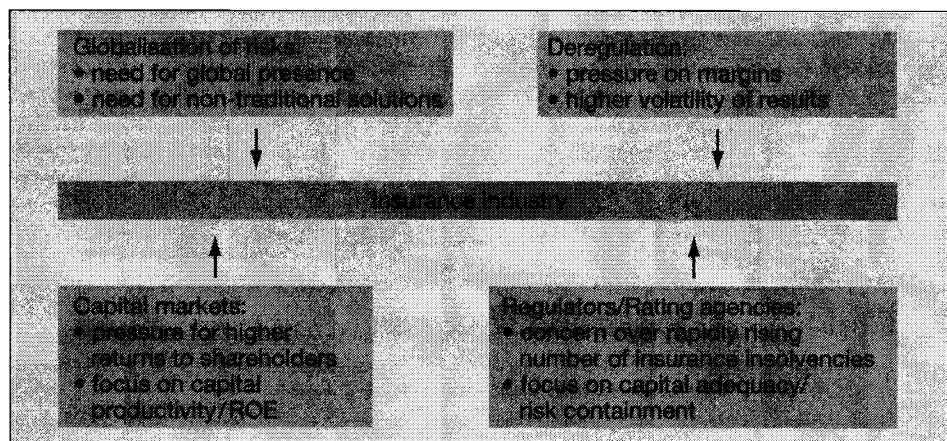 Globalisation of risks:
• need for global presence
• need for non-traditional solutions
Deregulation:
• pressure on margins
• higher volatility of results
Insurance industry
Capital markets:
• pressure for higher
returns to shareholders
• focus on capital
productivity/ROE
Regulators/Rating agencies:
• concern over rapidly rising
number of insurance insolvencies
• focus on capital adequacy/
risk containment